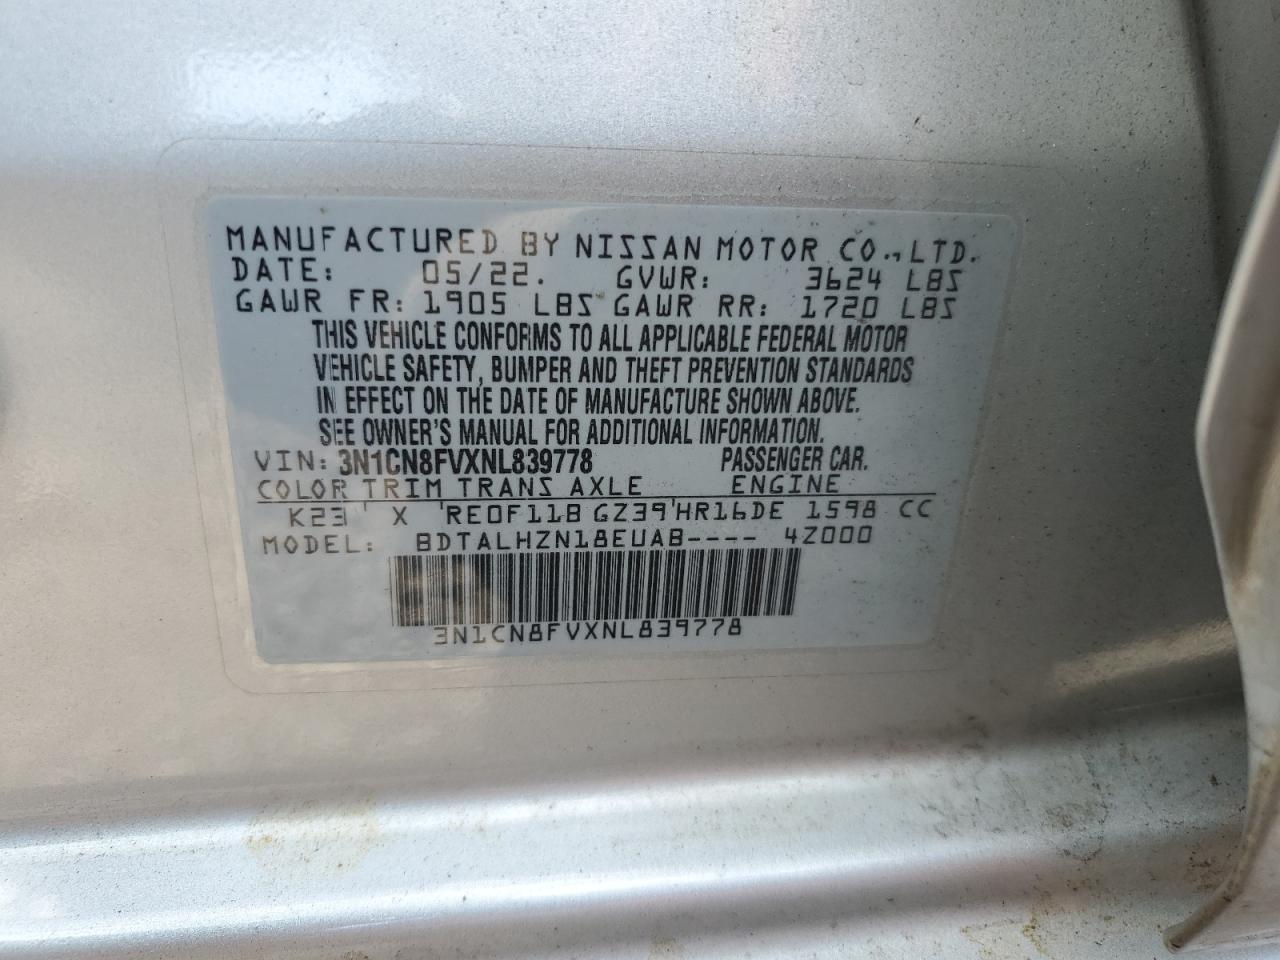 MANUFACTURED BY NISSAN MOTOR CO., LTD.
DATE: 05/22. GVWR: 3624 LBS
GAWR FR: 1905 LBS GAWR RR: 1720 LBS
THIS VEHICLE CONFORMS TO ALL APPLICABLE FEDERAL MOTOR
VEHICLE SAFETY, BUMPER AND THEFT PREVENTION STANDARDS
IN EFFECT ON THE DATE OF MANUFACTURE SHOWN ABOVE.
SEE OWNER'S MANUAL FOR ADDITIONAL INFORMATION.
VIN: 3N1CN8FVXNL839778 PASSENGER CAR.
COLOR TRIM TRANS AXLE ENGINE
K23 ' X 'RE0F11B GZ39'HR16DE 1598 CC
MODEL: BDTALHZN18EUAB---- 4Z000
3N1CN8FVXNL839778